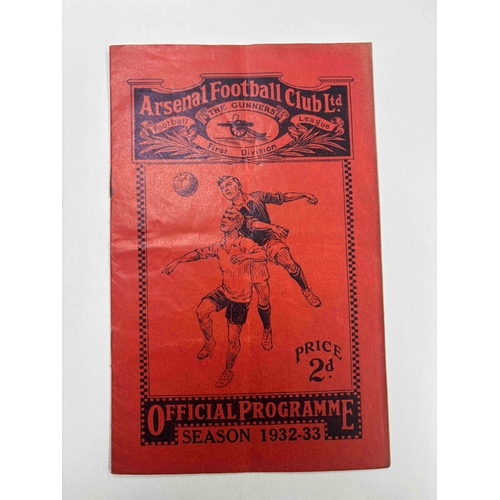 Arsenal Football Club Ltd.
"THE GUNNERS"
Football League
First Division
PRICE
2d.
OFFICIAL PROGRAMME
SEASON 1932-33